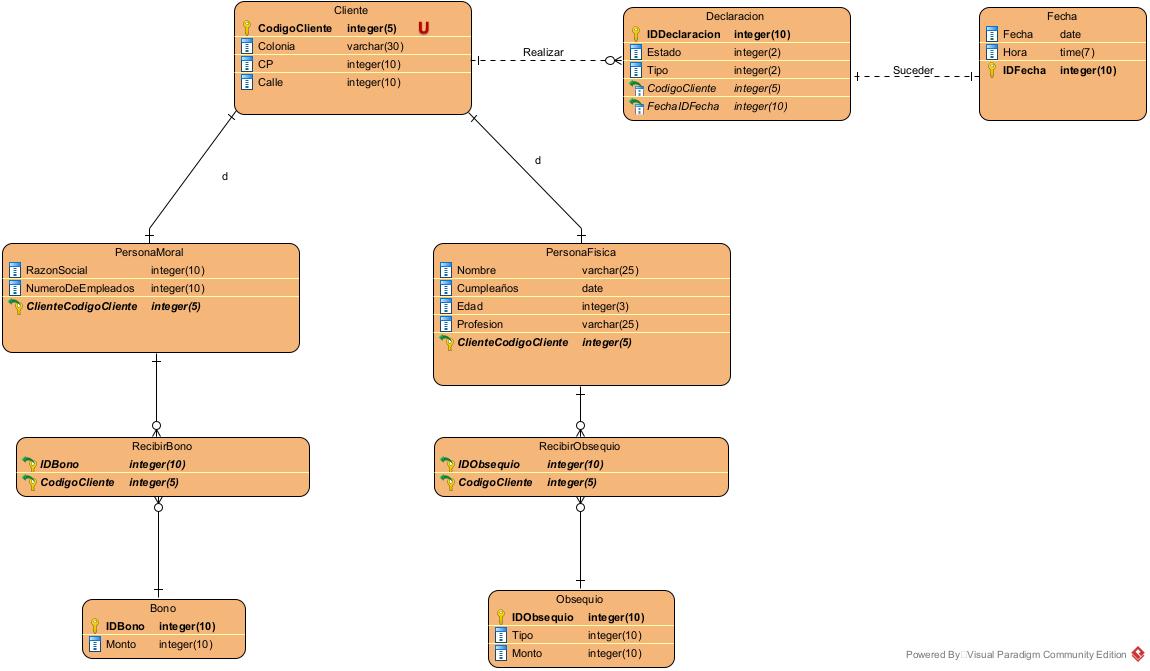 Cliente
CodigoCliente integer(5) U
Colonia varchar(30)
CP integer(10)
Calle integer(10)
Realizar
Declaracion
IDDeclaracion integer(10)
Estado integer(2)
Tipo integer(2)
CodigoCliente integer(5)
FechaIDFecha integer(10)
Suceder
Fecha
Fecha date
Hora time(7)
IDFecha integer(10)
d
d
PersonaMoral
RazonSocial integer(10)
NumeroDeEmpleados integer(10)
ClienteCodigoCliente integer(5)
PersonaFisica
Nombre varchar(25)
Cumpleaños date
Edad integer(3)
Profesion varchar(25)
ClienteCodigoCliente integer(5)
RecibirBono
IDBono integer(10)
CodigoCliente integer(5)
RecibirObsequio
IDObsequio integer(10)
CodigoCliente integer(5)
Bono
IDBono integer(10)
Monto integer(10)
Obsequio
IDObsequio integer(10)
Tipo integer(10)
Monto integer(10)
Powered By Visual Paradigm Community Edition